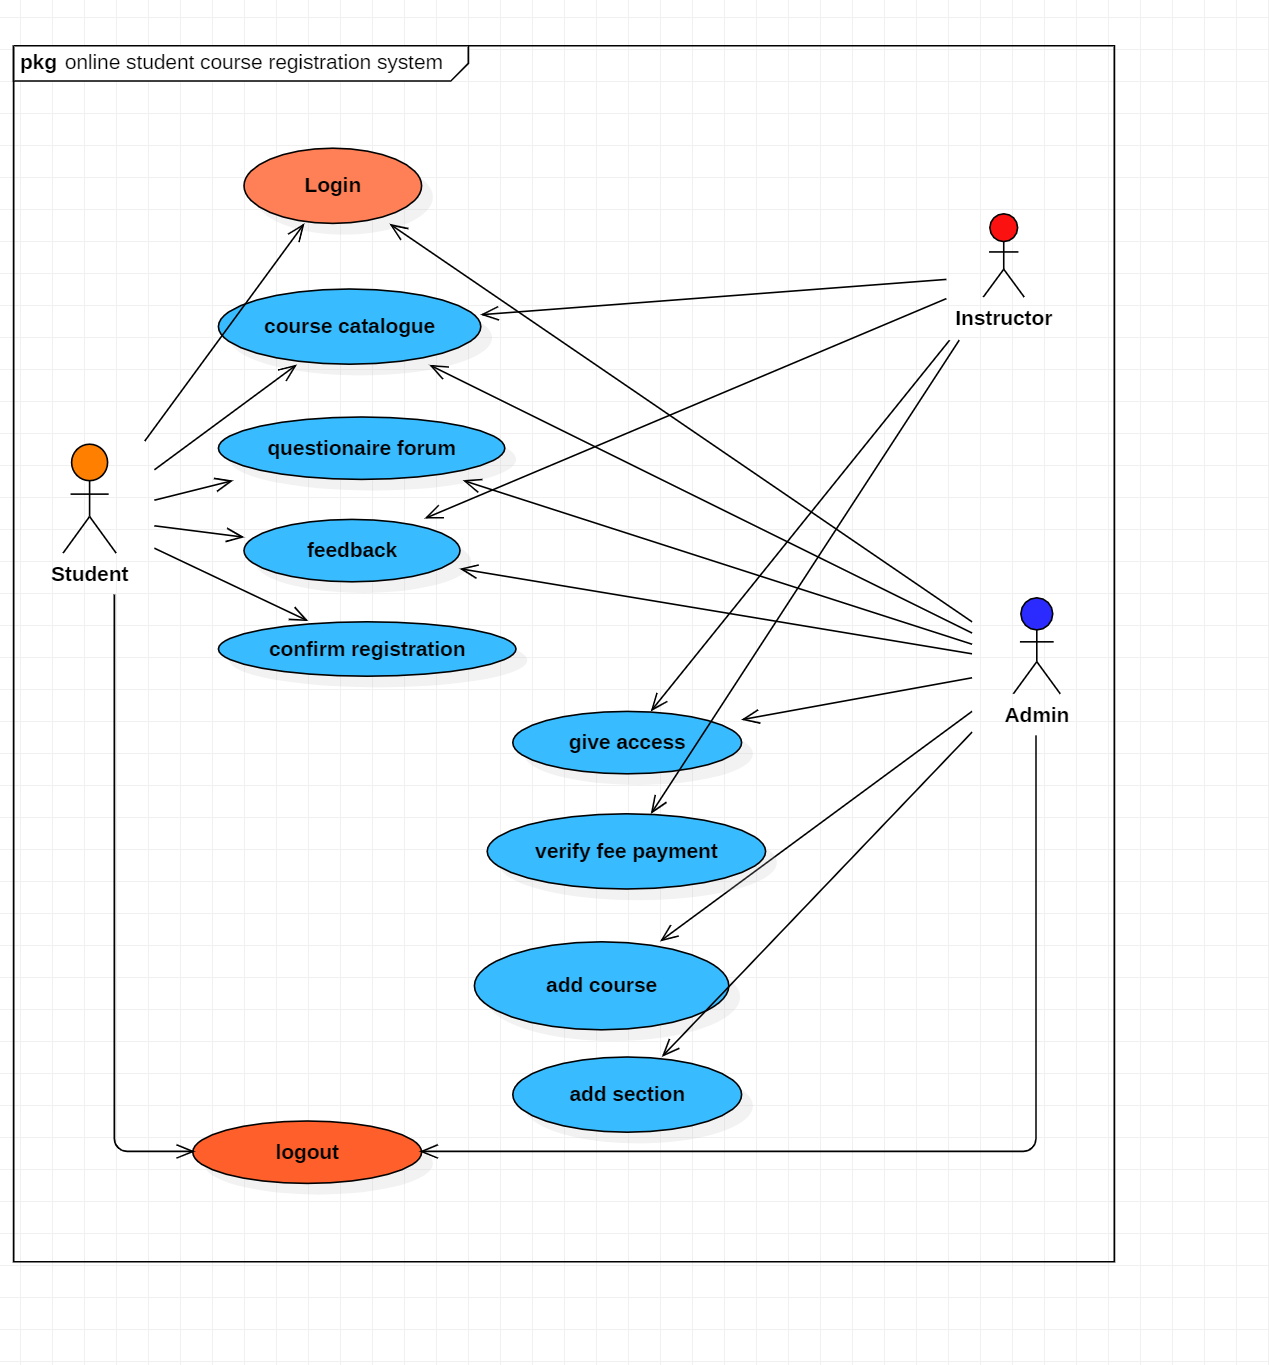 pkg online student course registration system
Login
course catalogue
Instructor
questionaire forum
feedback
Student
confirm registration
Admin
give access
verify fee payment
add course
add section
logout